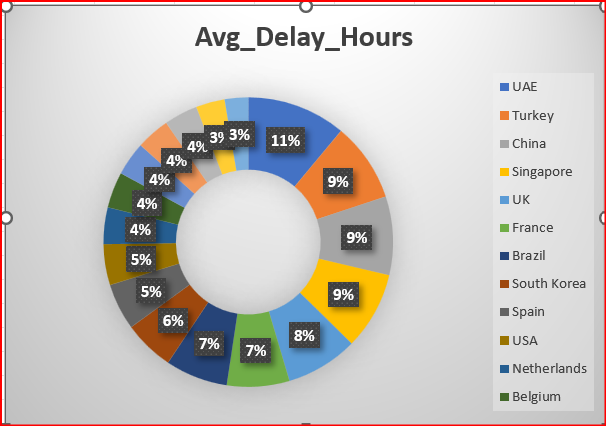 Avg_Delay_Hours
11%
9%
9%
9%
8%
7%
7%
6%
5%
5%
4%
4%
4%
4%
4%
3%
3%
UAE
Turkey
China
Singapore
UK
France
Brazil
South Korea
Spain
USA
Netherlands
Belgium